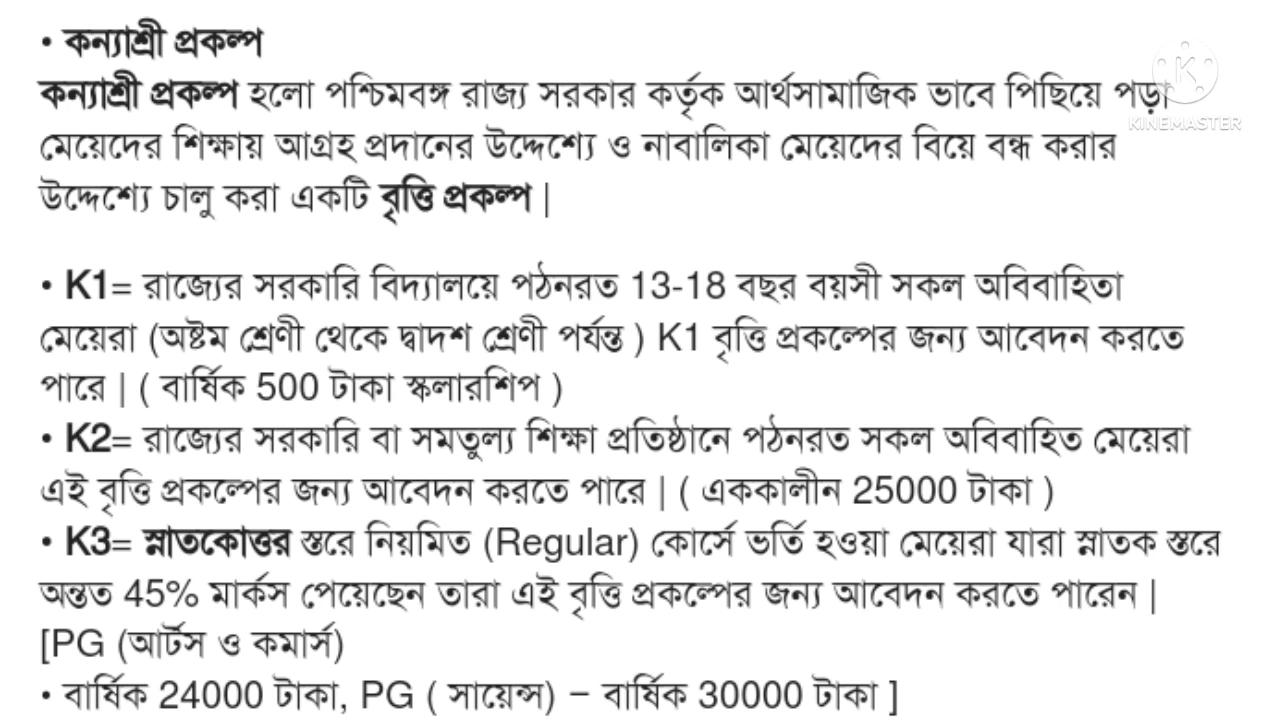 • কন্যাশ্রী প্রকল্প
কন্যাশ্রী প্রকল্প হলো পশ্চিমবঙ্গ রাজ্য সরকার কর্তৃক আর্থসামাজিক ভাবে পিছিয়ে পড়া
মেয়েদের শিক্ষায় আগ্রহ প্রদানের উদ্দেশ্যে ও নাবালিকা মেয়েদের বিয়ে বন্ধ করার
উদ্দেশ্যে চালু করা একটি বৃত্তি প্রকল্প |
• K1= রাজ্যের সরকারি বিদ্যালয়ে পঠনরত 13-18 বছর বয়সী সকল অবিবাহিতা
মেয়েরা (অষ্টম শ্রেণী থেকে দ্বাদশ শ্রেণী পর্যন্ত ) K1 বৃত্তি প্রকল্পের জন্য আবেদন করতে
পারে | ( বার্ষিক 500 টাকা স্কলারশিপ )
• K2= রাজ্যের সরকারি বা সমতুল্য শিক্ষা প্রতিষ্ঠানে পঠনরত সকল অবিবাহিত মেয়েরা
এই বৃত্তি প্রকল্পের জন্য আবেদন করতে পারে | ( এককালীন 25000 টাকা )
• K3= স্নাতকোত্তর স্তরে নিয়মিত (Regular) কোর্সে ভর্তি হওয়া মেয়েরা যারা স্নাতক স্তরে
অন্তত 45% মার্কস পেয়েছেন তারা এই বৃত্তি প্রকল্পের জন্য আবেদন করতে পারেন |
[PG (আর্টস ও কমার্স)
• বার্ষিক 24000 টাকা, PG ( সায়েন্স) – বার্ষিক 30000 টাকা ]
K
KINEMASTER